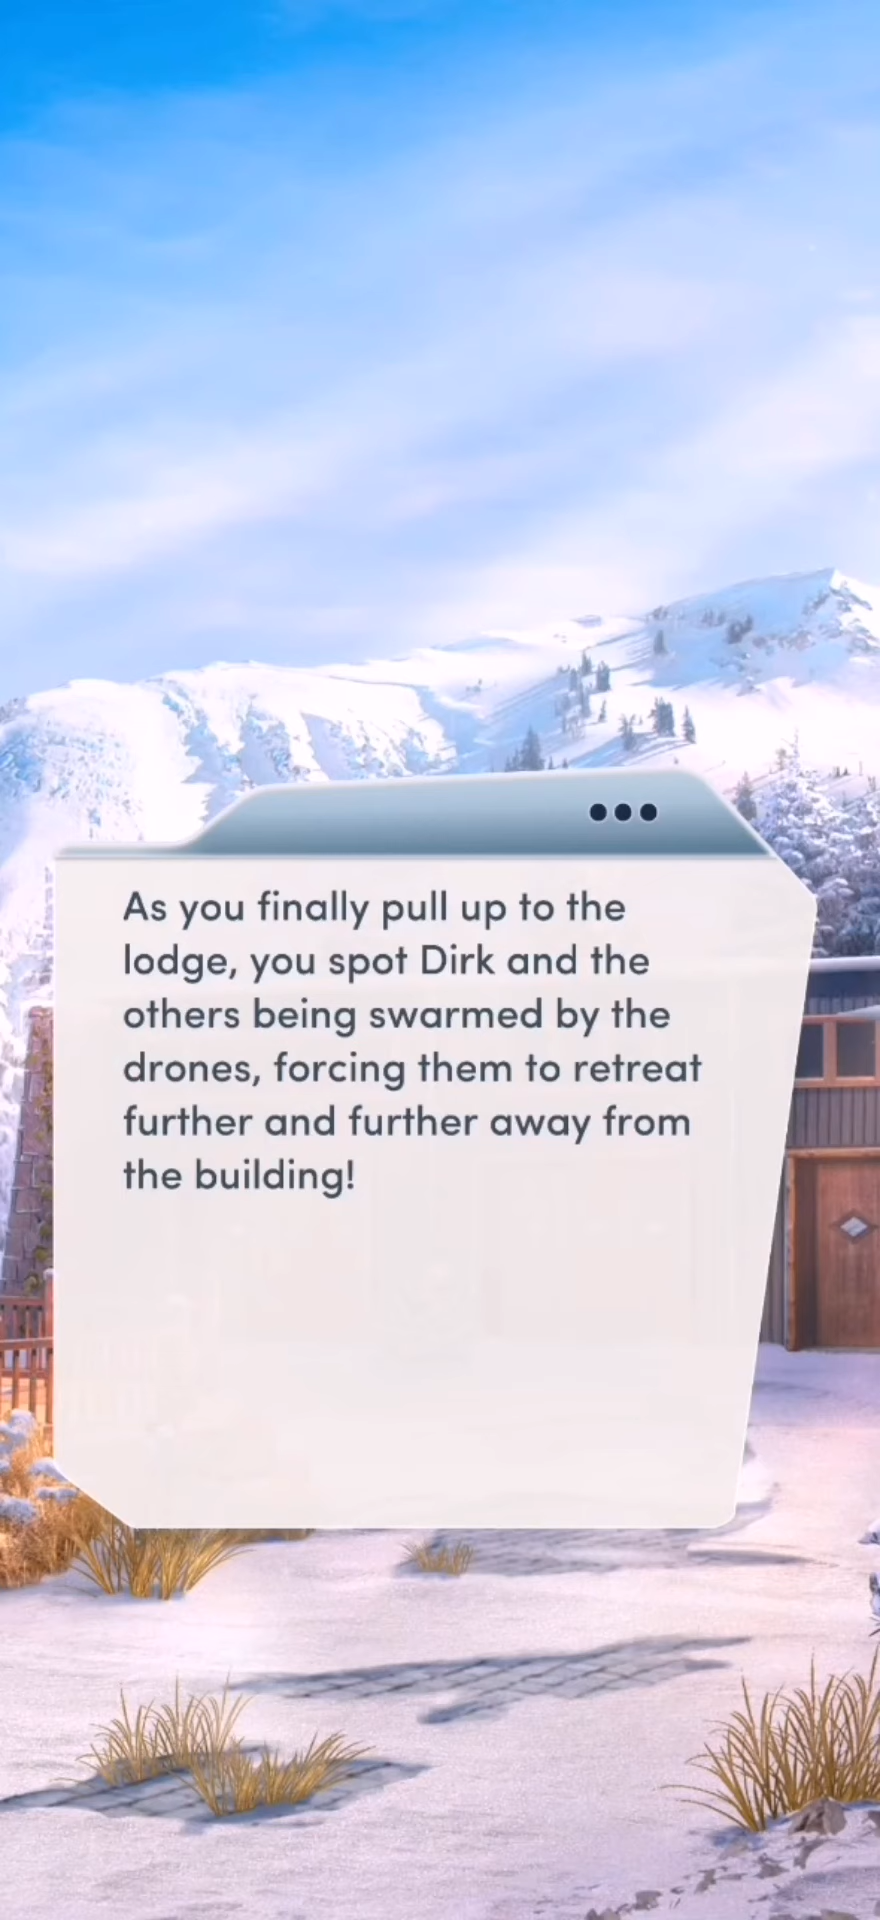 As you finally pull up to the
lodge, you spot Dirk and the
others being swarmed by the
drones, forcing them to retreat
further and further away from
the building!